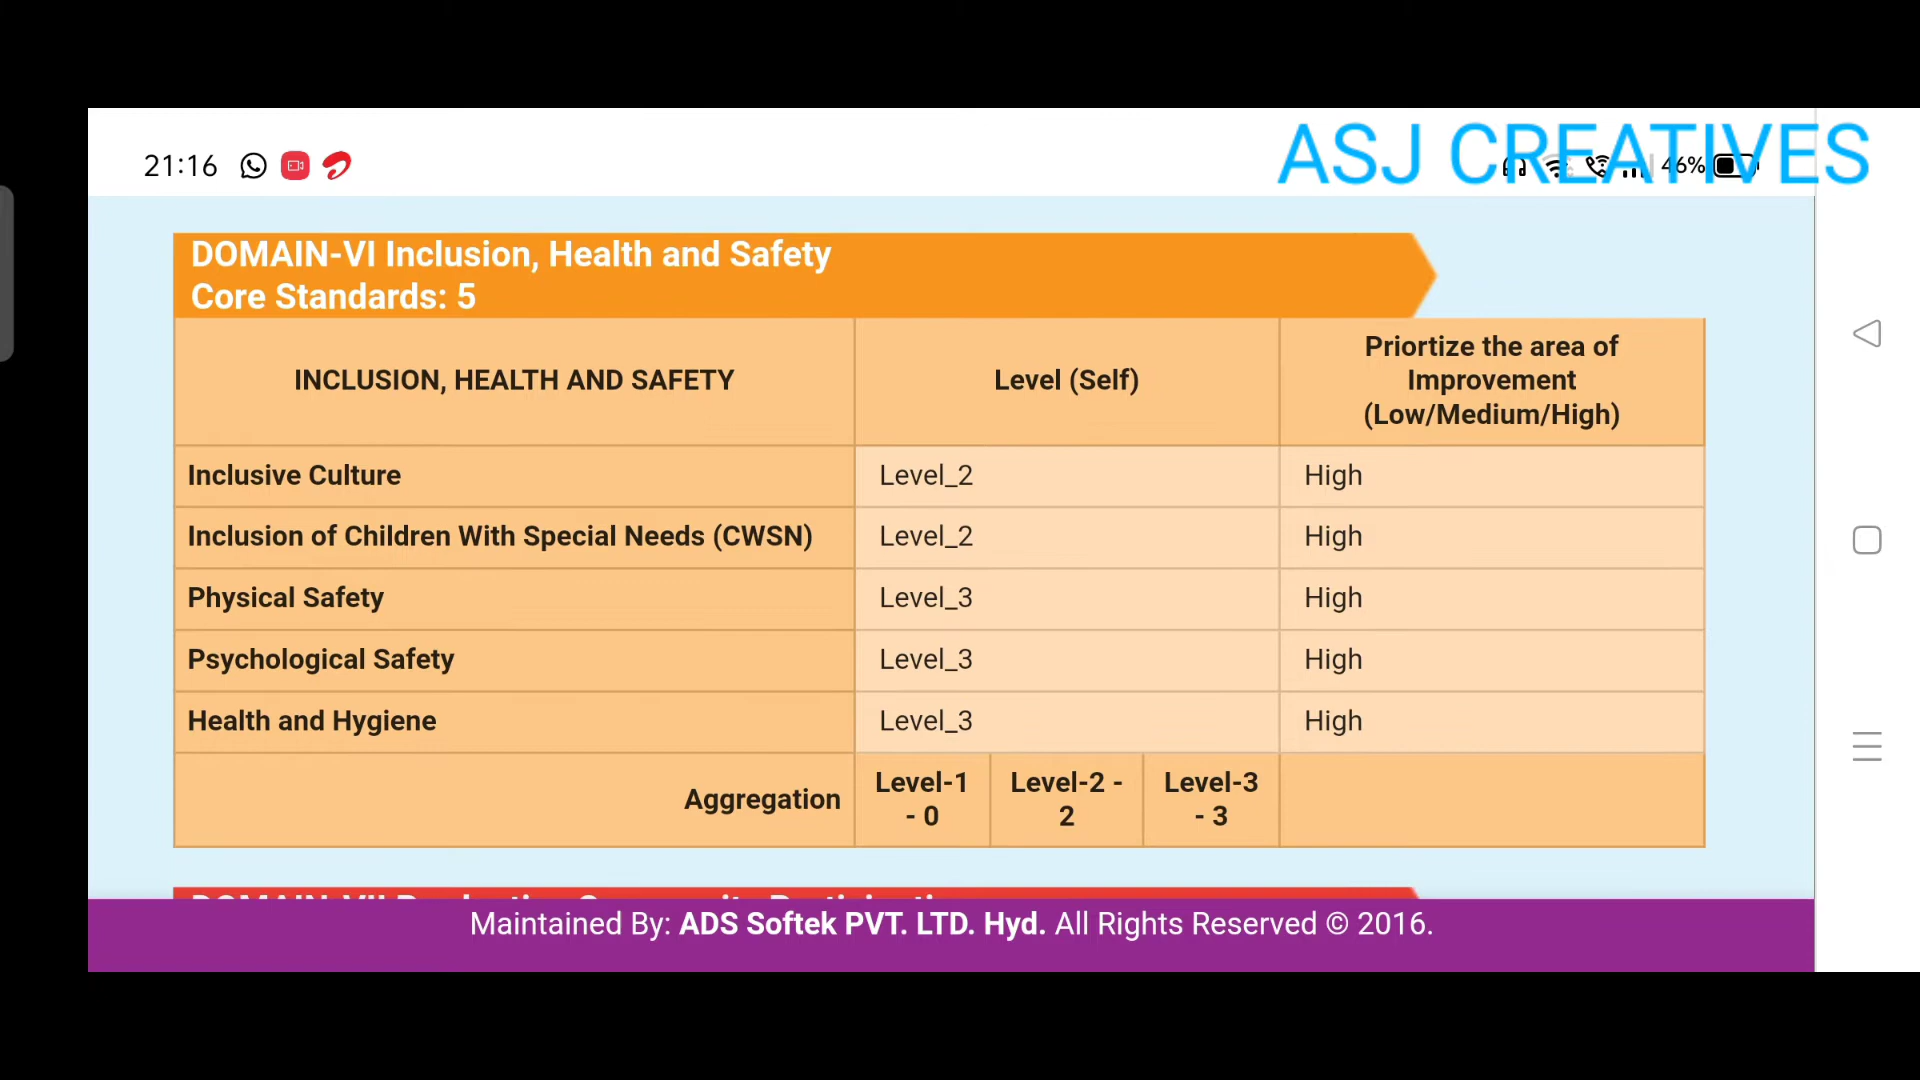 21:16
ASJ CREATIVES
46%
DOMAIN-VI Inclusion, Health and Safety
Core Standards: 5
INCLUSION, HEALTH AND SAFETY
Level (Self)
Priortize the area of
Improvement
(Low/Medium/High)
Inclusive Culture
Level_2
High
Inclusion of Children With Special Needs (CWSN)
Level_2
High
Physical Safety
Level_3
High
Psychological Safety
Level_3
High
Health and Hygiene
Level_3
High
Aggregation
Level-1
- 0
Level-2 -
2
Level-3
- 3
Maintained By: ADS Softek PVT. LTD. Hyd. All Rights Reserved © 2016.